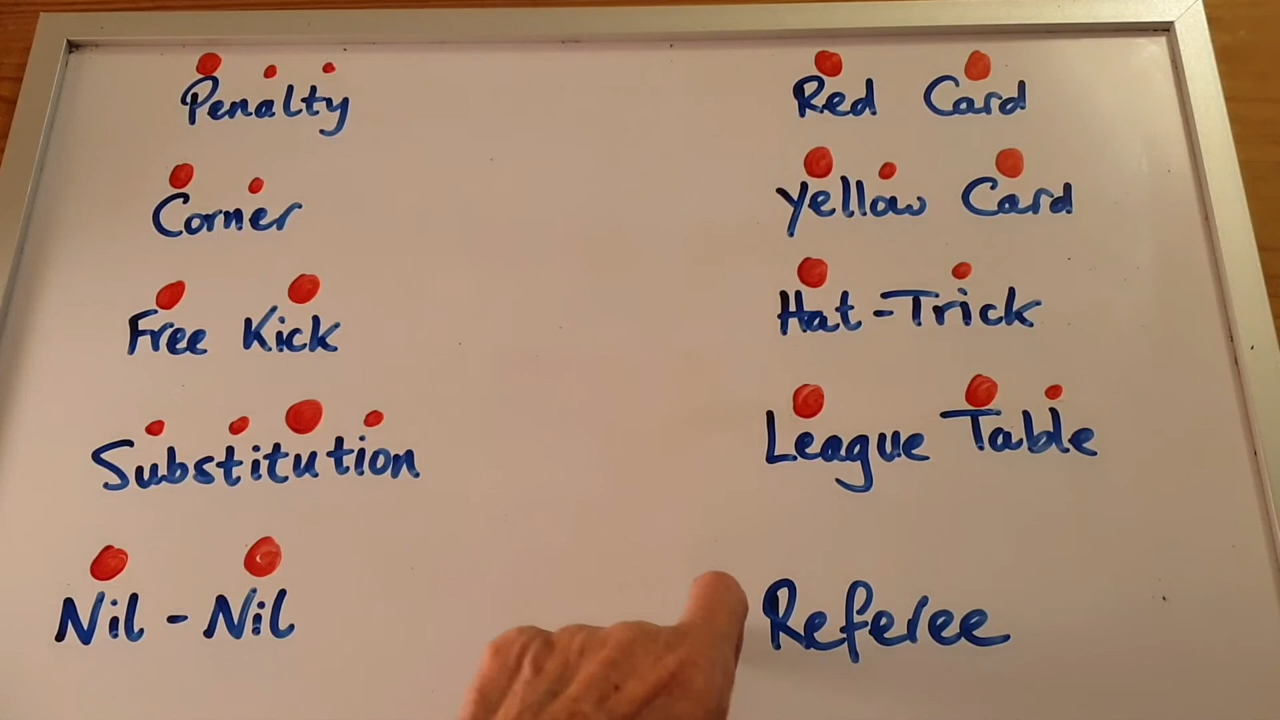 Penalty
Corner
Free Kick
Substitution
Nil - Nil
Red Card
Yellow Card
Hat-Trick
League Table
Referee